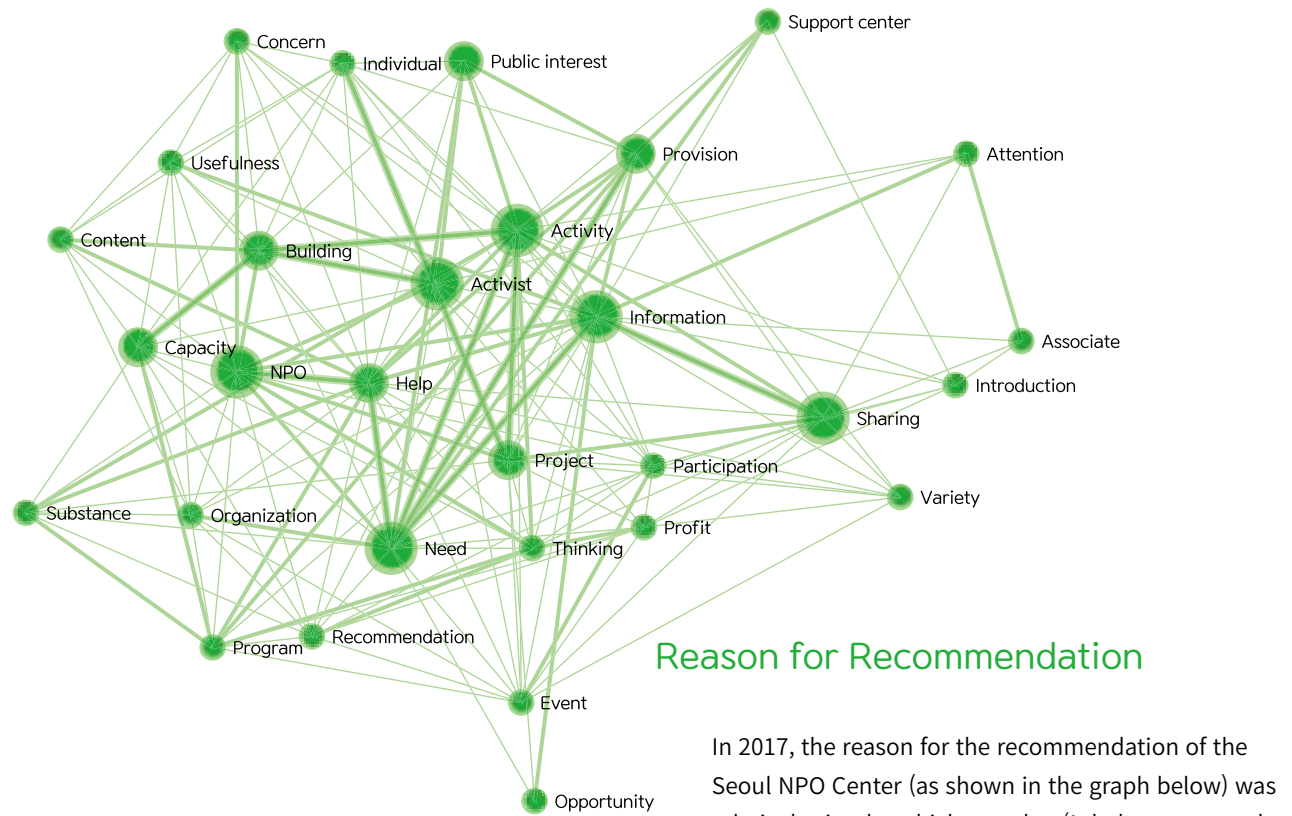 Support center
Concern
Individual
Public interest
Provision
Attention
Usefulness
Activity
Content
Building
Activist
Information
Associate
Capacity
NPO
Help
Introduction
Sharing
Project
Participation
Variety
Substance
Organization
Profit
Need
Thinking
Recommendation
Program
Event
Opportunity
Reason for Recommendation
In 2017, the reason for the recommendation of the
Seoul NPO Center (as shown in the graph below) was